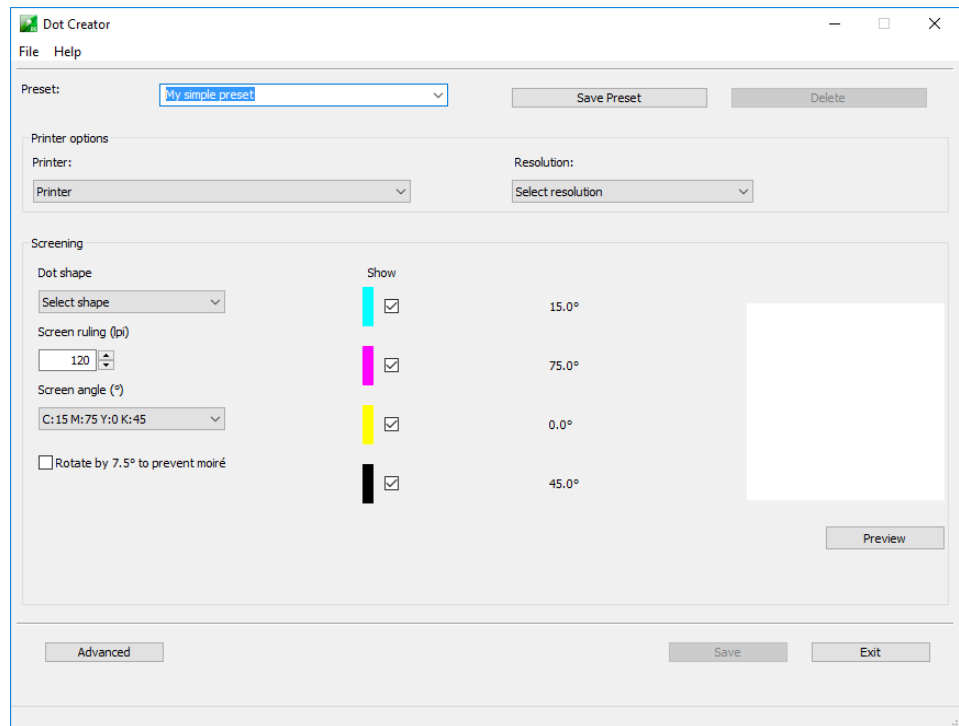 Dot Creator
File Help
Preset: My simple preset Save Preset Delete
Printer options
Printer: Resolution:
Printer Select resolution
Screening
Dot shape Show
Select shape 15.0°
Screen ruling (lpi)
120 75.0°
Screen angle (º)
C:15 M:75 Y:0 K:45 0.0°
Rotate by 7.5° to prevent moiré
45.0°
Preview
Advanced Save Exit